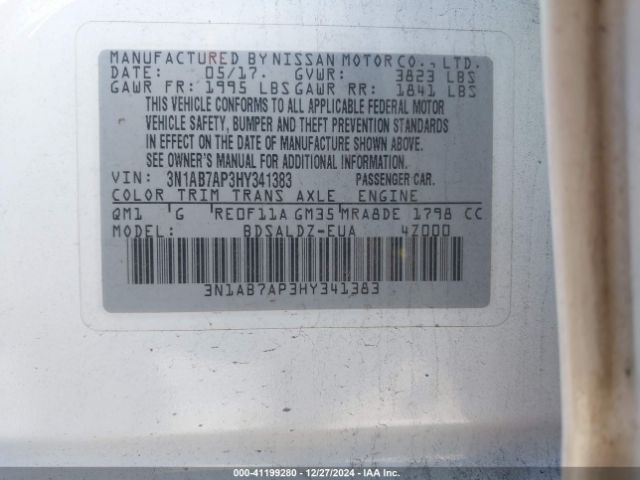 MANUFACTURED BY NISSAN MOTOR CO., LTD.
DATE: 05/17. GVWR: 3823 LBS
GAWR FR: 1995 LBS GAWR RR: 1841 LBS
THIS VEHICLE CONFORMS TO ALL APPLICABLE FEDERAL MOTOR
VEHICLE SAFETY, BUMPER AND THEFT PREVENTION STANDARDS
IN EFFECT ON THE DATE OF MANUFACTURE SHOWN ABOVE.
SEE OWNER'S MANUAL FOR ADDITIONAL INFORMATION.
VIN: 3N1AB7AP3HY341383 PASSENGER CAR.
COLOR TRIM TRANS AXLE ENGINE
QM1 G RE0F11A GM35 MRA8DE 1798 CC
MODEL: BDSALDZ-EUA 4Z000
3N1AB7AP3HY341383
000-41199280 - 12/27/2024 - IAA Inc.